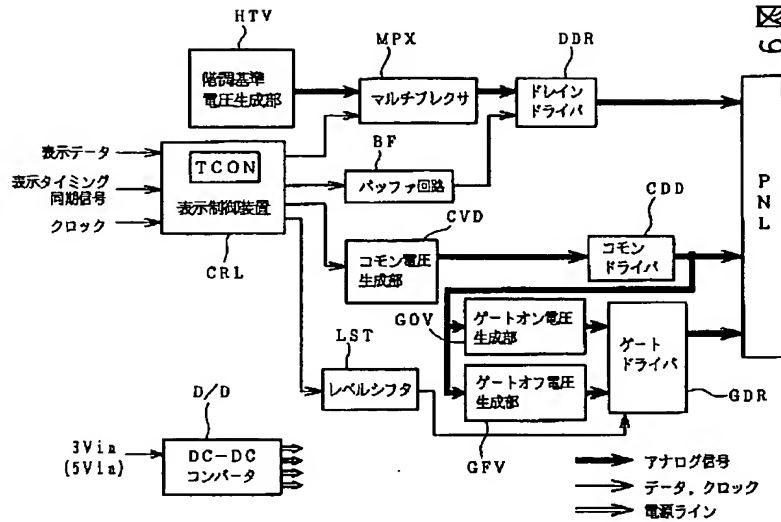 図
6
HTV
MPX
DDR
階調基準
電圧生成部
マルチプレクサ
ドレイン
ドライバ
表示データ
表示タイミング
同期信号
クロック
TCON
表示制御装置
CRL
BF
バッファ回路
PNL
CVD
コモン電圧
生成部
CDD
コモン
ドライバ
GOV
ゲートオン電圧
生成部
ゲート
ドライバ
LST
レベルシフタ
ゲートオフ電圧
生成部
GDR
GFV
D/D
3Vin
(5Vin)
DC-DC
コンバータ
アナログ信号
データ,クロック
電源ライン